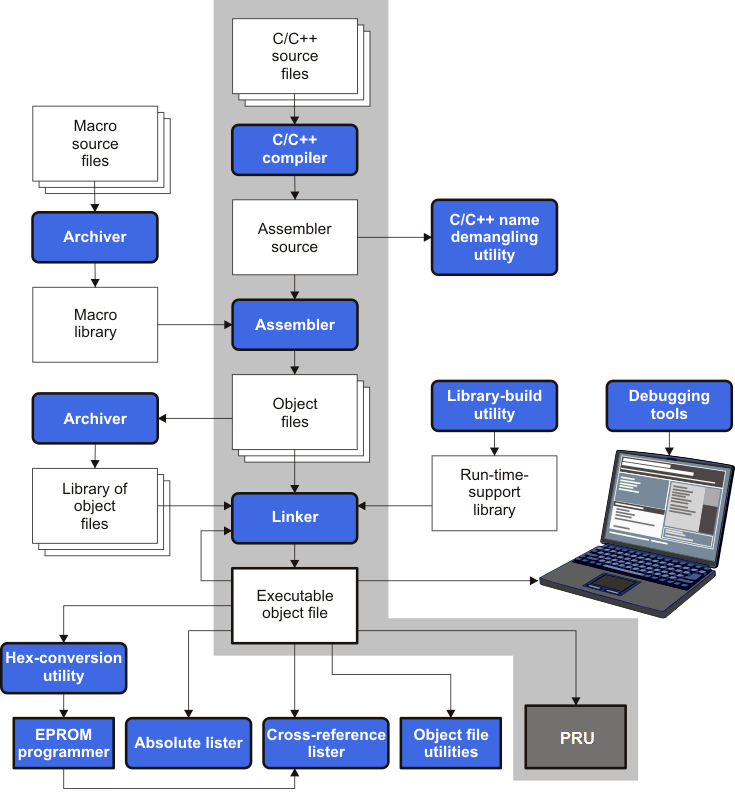 C/C++
source
files
Macro
source
files
C/C++
compiler
Archiver
Assembler
source
C/C++ name
demangling
utility
Macro
library
Assembler
Archiver
Object
files
Library-build
utility
Debugging
tools
Library of
object
files
Linker
Run-time-
support
library
Executable
object file
Hex-conversion
utility
EPROM
programmer
Absolute lister
Cross-reference
lister
Object file
utilities
PRU